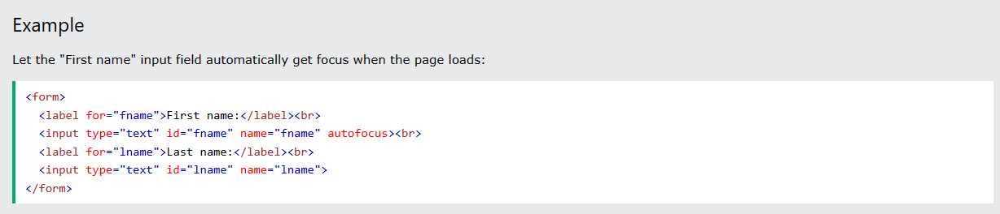 Example
Let the "First name" input field automatically get focus when the page loads:
<form>
  <label for="fname">First name:</label><br>
  <input type="text" id="fname" name="fname" autofocus><br>
  <label for="lname">Last name:</label><br>
  <input type="text" id="lname" name="lname">
</form>